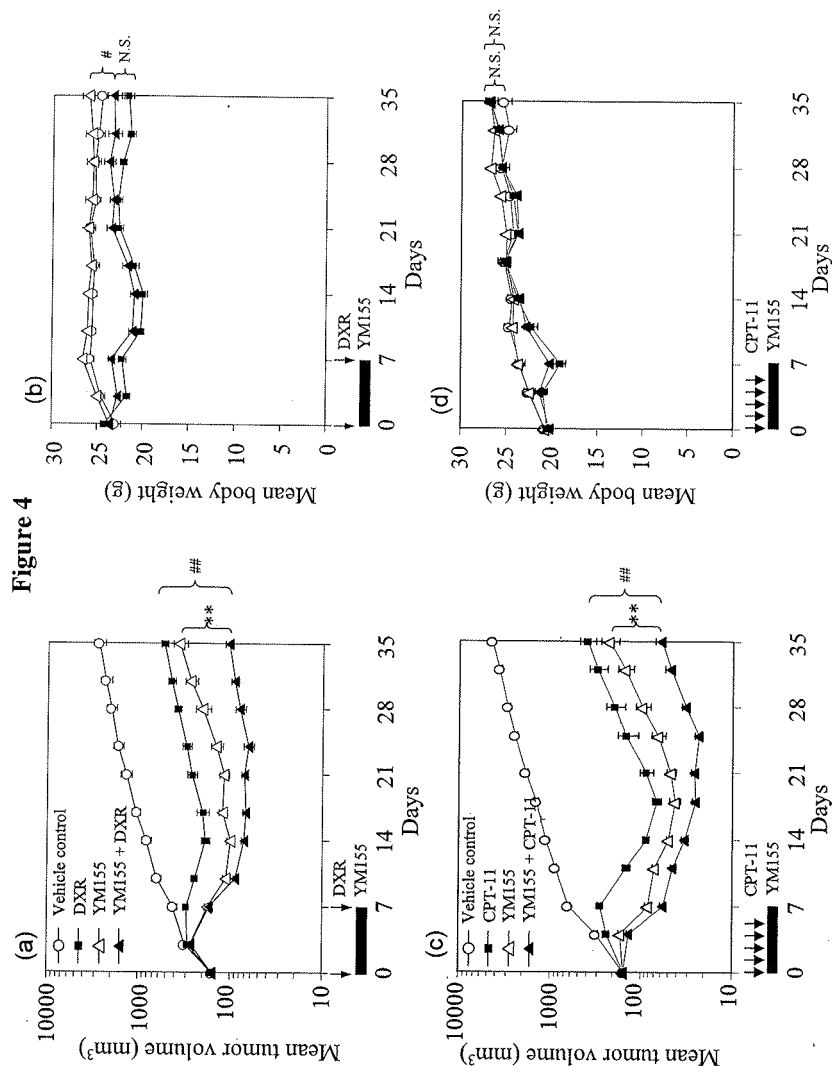 Figure 4
(a)
Mean tumor volume (mm³)
10000
1000
100
10
Vehicle control
DXR
YM155
YM155 + DXR
**
##
0
7
14
21
28
35
Days
DXR
YM155
(b)
Mean body weight (g)
30
25
20
15
10
5
0
#
N.S.
0
7
14
21
28
35
Days
DXR
YM155
(c)
Mean tumor volume (mm³)
10000
1000
100
10
Vehicle control
CPT-11
YM155
YM155 + CPT-11
**
##
0
7
14
21
28
35
Days
CPT-11
YM155
(d)
Mean body weight (g)
30
25
20
15
10
5
0
N.S.
N.S.
0
7
14
21
28
35
Days
CPT-11
YM155